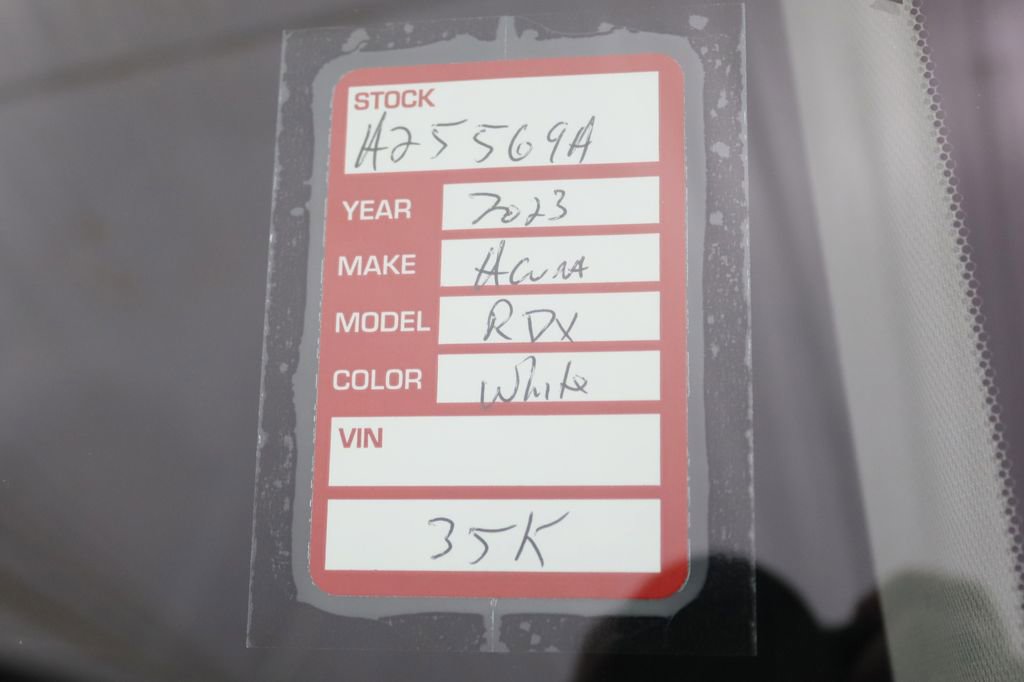 STOCK
A25569A
YEAR 2023
MAKE Acura
MODEL RDX
COLOR White
VIN
35K